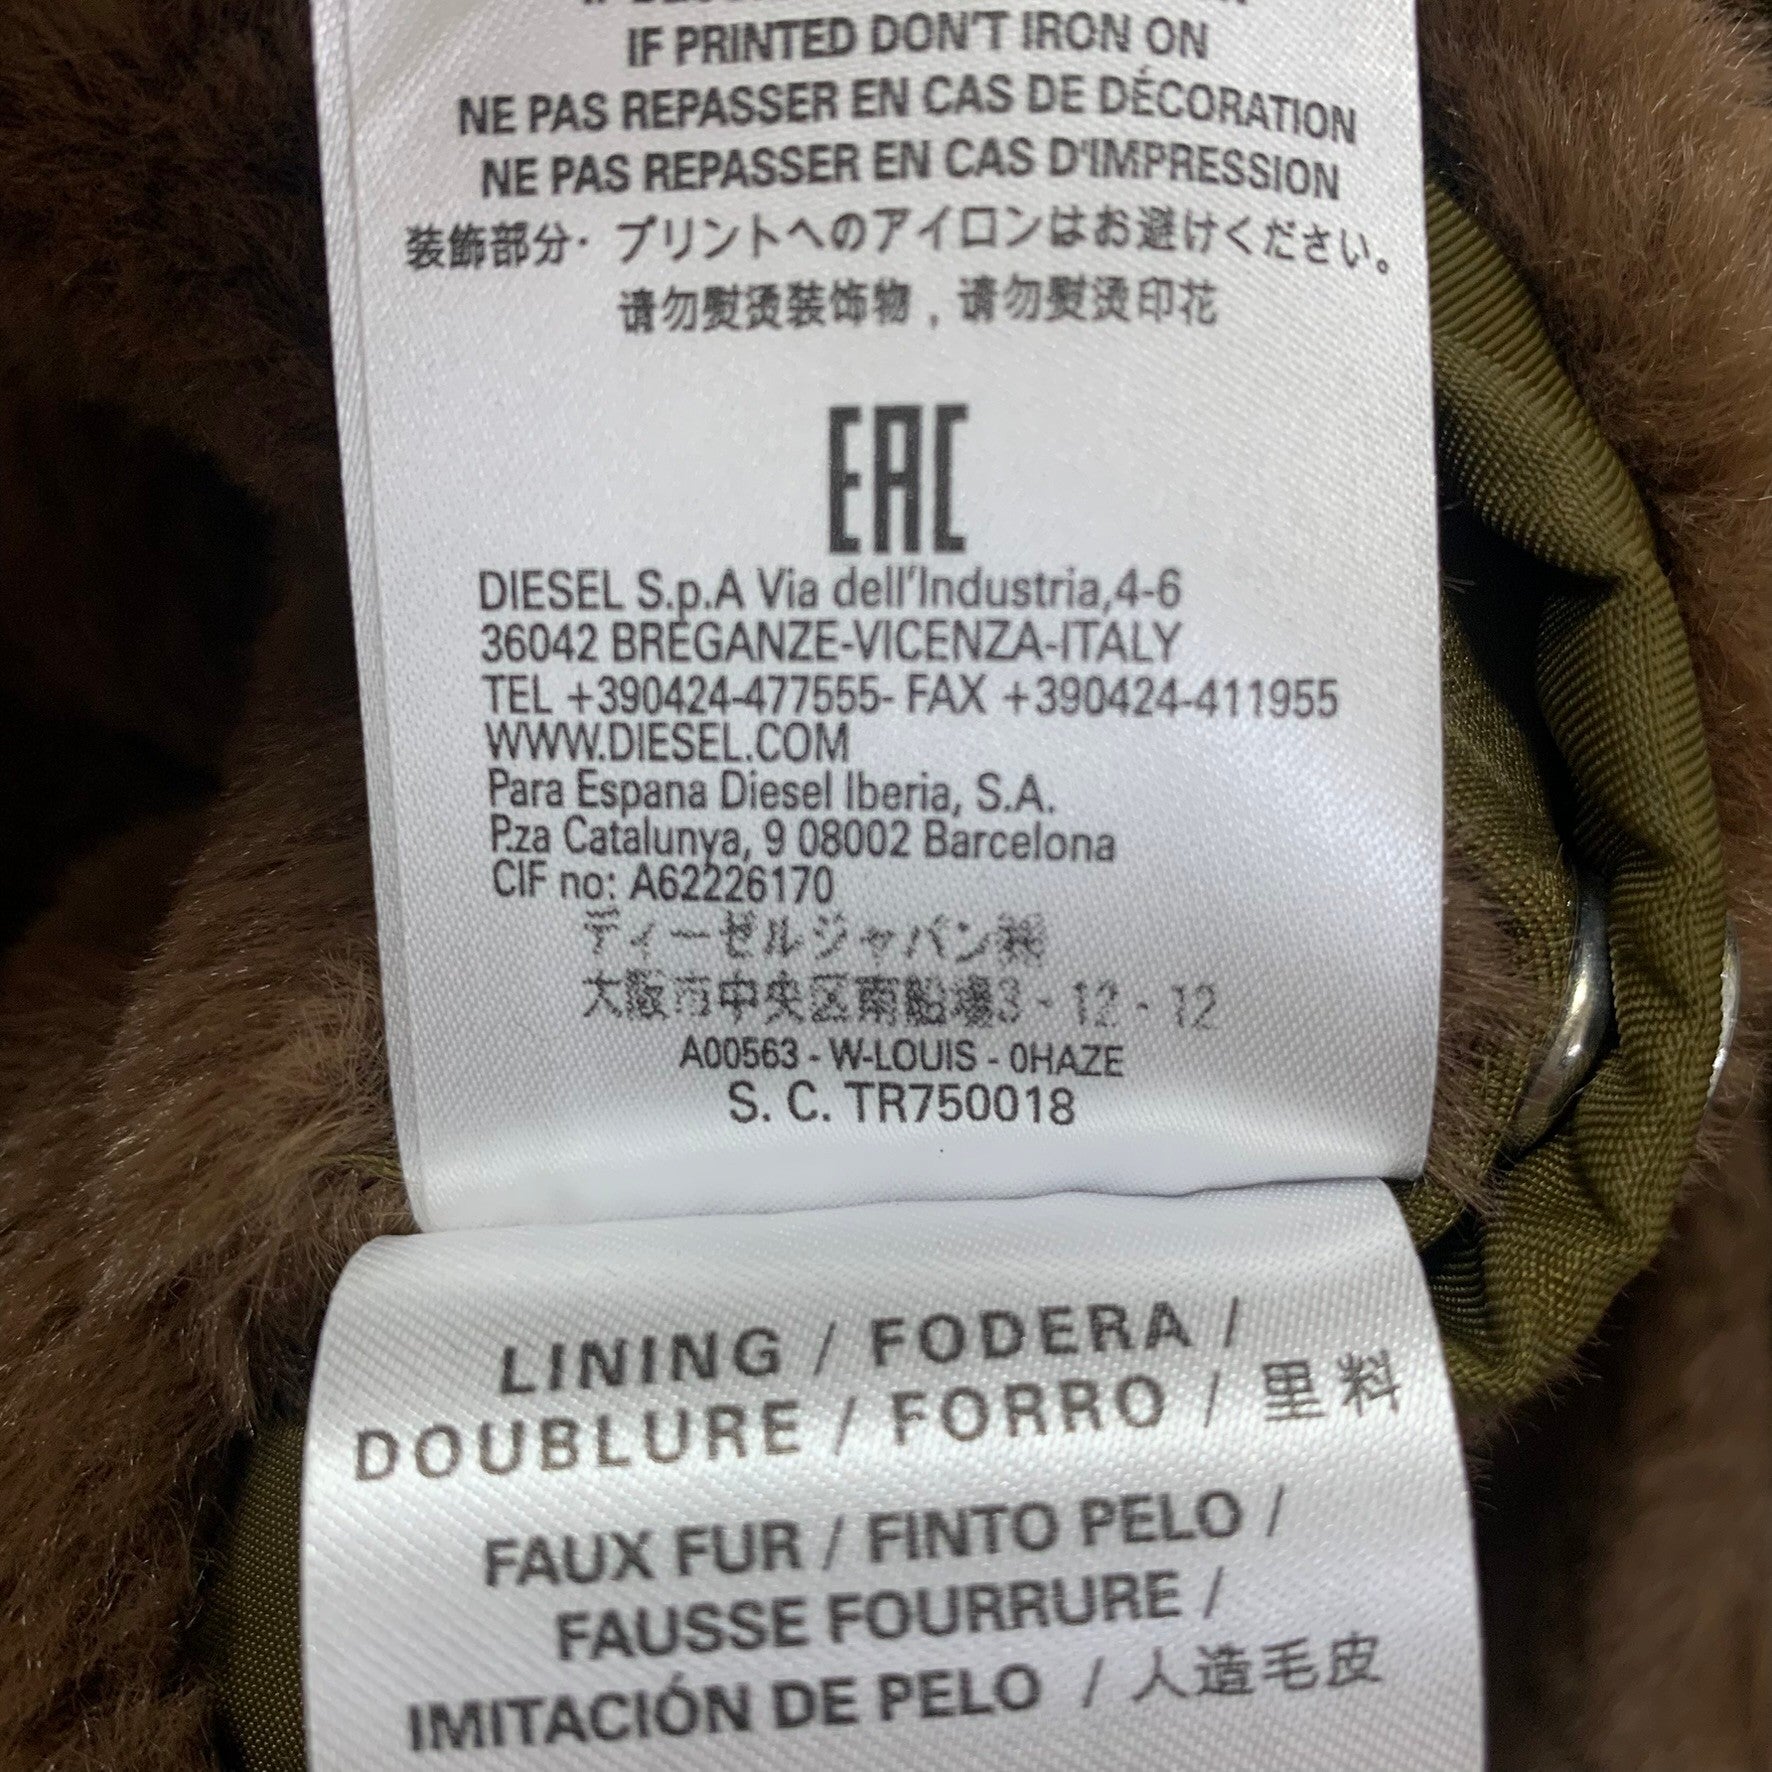 IF PRINTED DON'T IRON ON
NE PAS REPASSER EN CAS DE DÉCORATION
NE PAS REPASSER EN CAS D'IMPRESSION
装飾部分・プリントへのアイロンはお避けください。
请勿熨烫装饰物,请勿熨烫印花
EAC
DIESEL S.p.A Via dell'Industria,4-6
36042 BREGANZE-VICENZA-ITALY
TEL +390424-477555- FAX +390424-411955
WWW.DIESEL.COM
Para Espana Diesel Iberia, S.A.
P.za Catalunya, 9 08002 Barcelona
CIF no: A62226170
ディーゼルジャパン㈱
大阪市中央区南船場3-12-12
A00563 - W-LOUIS - 0HAZE
S. C. TR750018
LINING / FODERA /
DOUBLURE / FORRO / 里料
FAUX FUR / FINTO PELO /
FAUSSE FOURRURE /
IMITACIÓN DE PELO / 人造毛皮